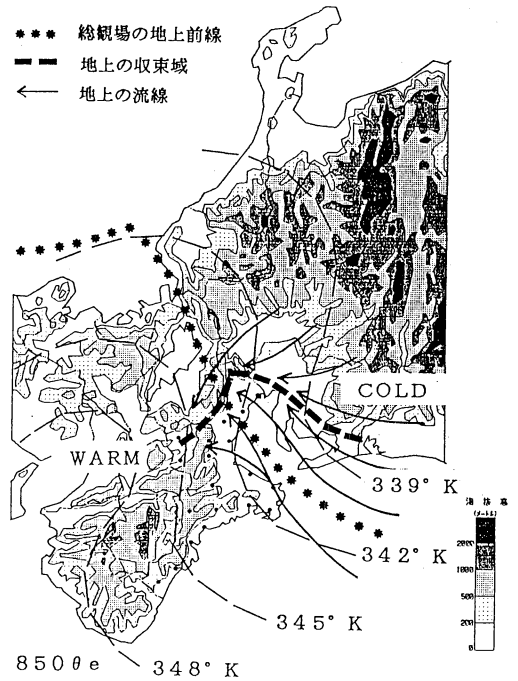 総観場の地上前線
地上の収束域
地上の流線
COLD
WARM
339°K
342°K
345°K
348°K
850θe
海抜高
(メートル)
2000
1000
500
200
0